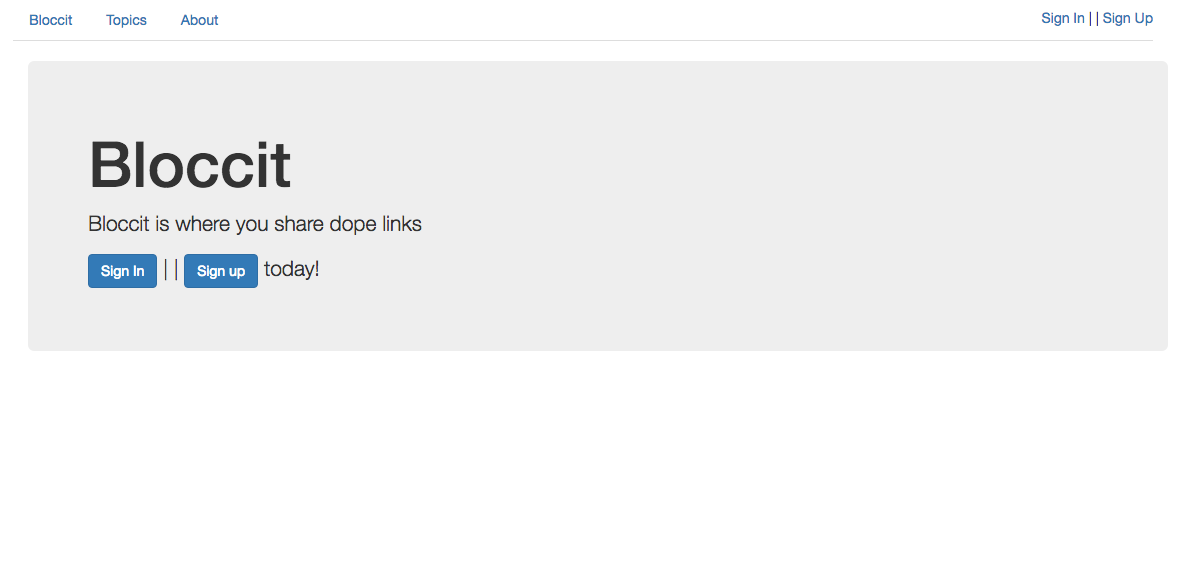 Bloccit Topics About Sign In | | Sign Up
Bloccit
Bloccit is where you share dope links
Sign In | | Sign up today!